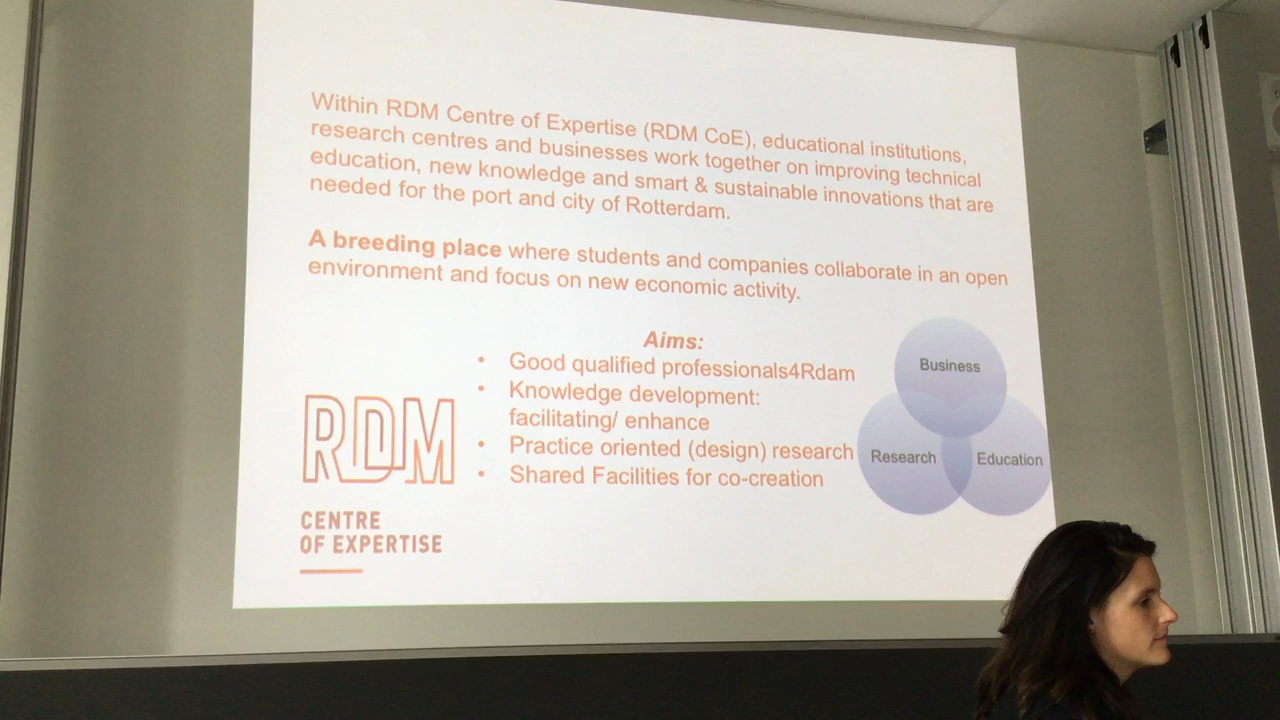 Within RDM Centre of Expertise (RDM CoE), educational institutions,
research centres and businesses work together on improving technical
education, new knowledge and smart & sustainable innovations that are
needed for the port and city of Rotterdam.
A breeding place where students and companies collaborate in an open
environment and focus on new economic activity.
Aims:
• Good qualified professionals4Rdam
• Knowledge development:
facilitating/ enhance
• Practice oriented (design) research
• Shared Facilities for co-creation
RDM
CENTRE
OF EXPERTISE
Business
Research
Education